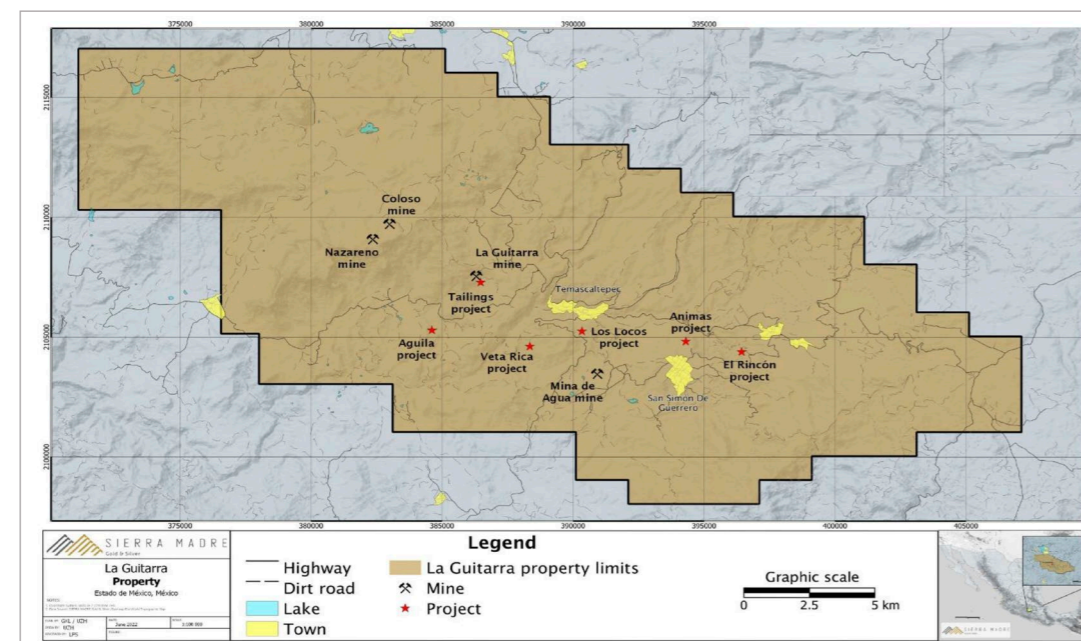 375000
380000
385000
390000
395000
2115000
2110000
2105000
2100000
Coloso
mine
Nazareno
mine
La Guitarra
mine
Tailings
project
Temascaltepec
Aguila
project
Veta Rica
project
Los Locos
project
Animas
project
El Rincón
project
Mina de
Agua mine
San Simón De
Guerrero
375000
380000
385000
390000
395000
400000
405000
SIERRA MADRE
Gold & Silver
La Guitarra
Property
Estado de México, México
June 2022
Legend
Highway
Dirt road
Lake
Town
La Guitarra property limits
Mine
Project
Graphic scale
0 2.5 5 km
SIERRA MADRE